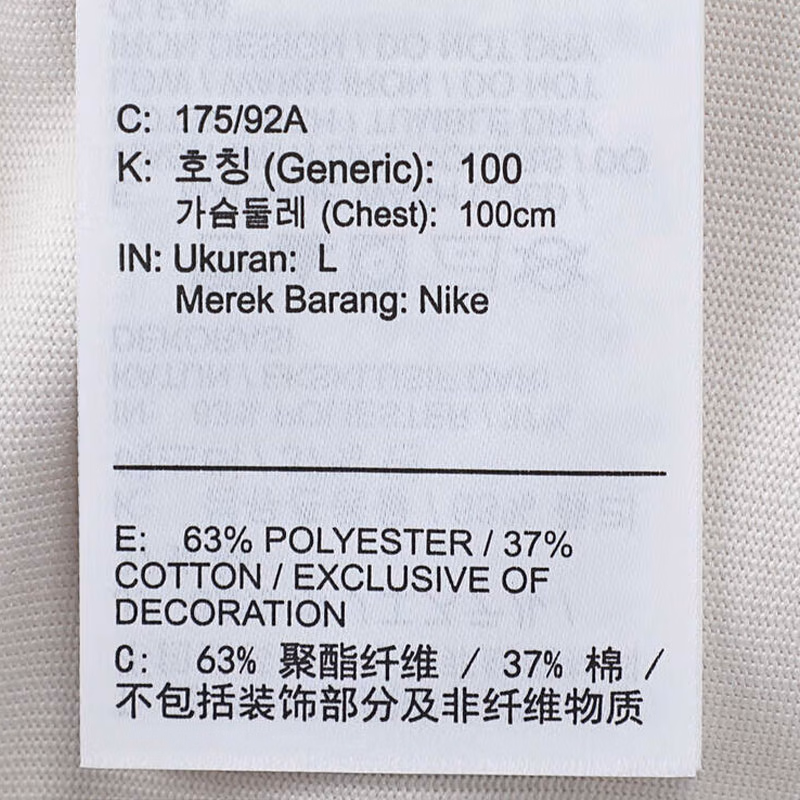 C: 175/92A
K: 호칭 (Generic): 100
가슴둘레 (Chest): 100cm
IN: Ukuran: L
Merek Barang: Nike
E: 63% POLYESTER / 37%
COTTON / EXCLUSIVE OF
DECORATION
C: 63% 聚酯纤维 / 37% 棉 /
不包括装饰部分及非纤维物质